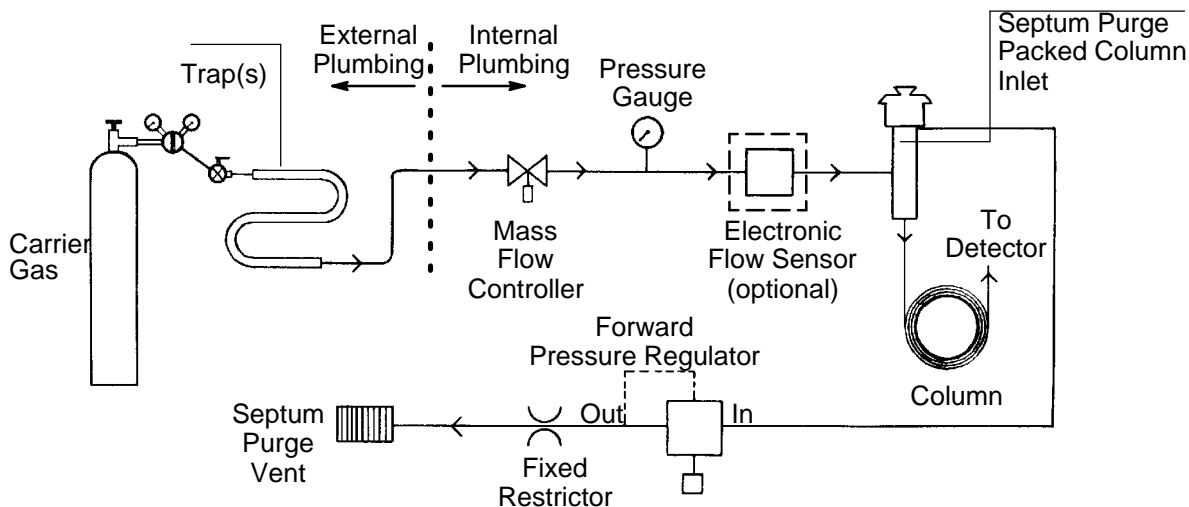 External
Plumbing
Internal
Plumbing
Septum Purge
Packed Column
Inlet
Trap(s)
Pressure
Gauge
Carrier
Gas
Mass
Flow
Controller
Electronic
Flow Sensor
(optional)
To
Detector
Column
Forward
Pressure Regulator
Out
In
Septum
Purge
Vent
Fixed
Restrictor